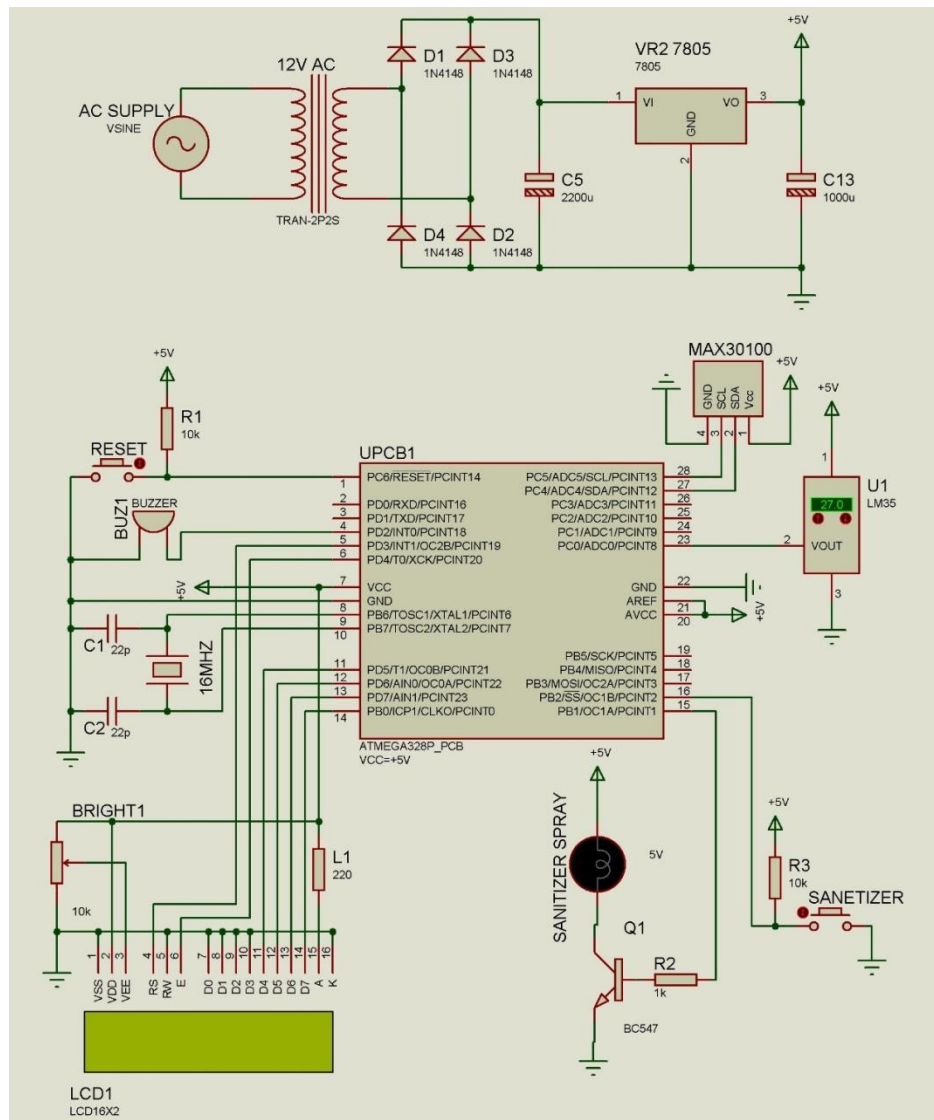 12V AC
AC SUPPLY
VSINE
TRAN-2P2S
D1
1N4148
D3
1N4148
D4
1N4148
D2
1N4148
C5
2200u
VR2 7805
7805
1 VI VO 3
GND
2
+5V
C13
1000u
+5V
R1
10k
RESET
BUZ1
BUZZER
+5V
C1
22p
16MHZ
C2
22p
UPCB1
1 PC6/RESET/PCINT14
2 PD0/RXD/PCINT16
3 PD1/TXD/PCINT17
4 PD2/INT0/PCINT18
5 PD3/INT1/OC2B/PCINT19
6 PD4/T0/XCK/PCINT20
7 VCC
8 GND
9 PB6/TOSC1/XTAL1/PCINT6
10 PB7/TOSC2/XTAL2/PCINT7
11 PD5/T1/OC0B/PCINT21
12 PD6/AIN0/OC0A/PCINT22
13 PD7/AIN1/PCINT23
14 PB0/ICP1/CLKO/PCINT0
PC5/ADC5/SCL/PCINT13 28
PC4/ADC4/SDA/PCINT12 27
PC3/ADC3/PCINT11 26
PC2/ADC2/PCINT10 25
PC1/ADC1/PCINT9 24
PC0/ADC0/PCINT8 23
GND 22
AREF 21
AVCC 20
PB5/SCK/PCINT5 19
PB4/MISO/PCINT4 18
PB3/MOSI/OC2A/PCINT3 17
PB2/SS/OC1B/PCINT2 16
PB1/OC1A/PCINT1 15
ATMEGA328P_PCB
VCC=+5V
MAX30100
+5V
GND SCL SDA Vcc
4 3 2 1
+5V
1
U1
LM35
27.0
2 VOUT
3
+5V
BRIGHT1
10k
L1
220
1 2 3 4 5 6 7 8 9 10 11 12 13 14 15 16
VSS VDD VEE RS RW E D0 D1 D2 D3 D4 D5 D6 D7 A K
LCD1
LCD16X2
+5V
SANITIZER SPRAY
5V
Q1
BC547
R2
1k
+5V
R3
10k
SANETIZER